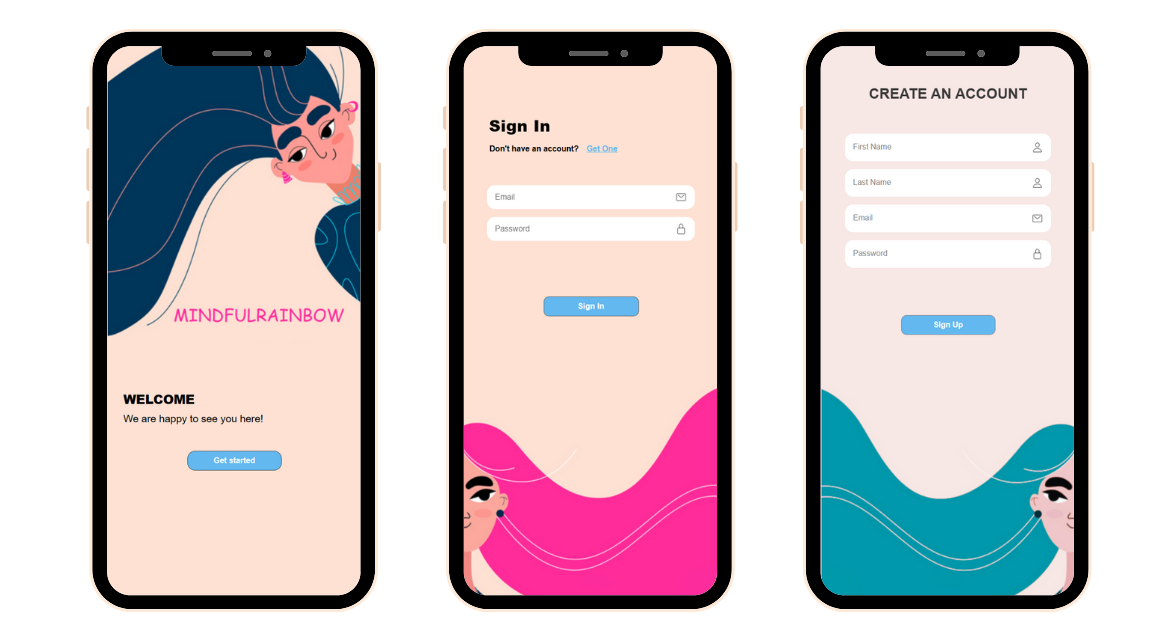 MINDFULRAINBOW
WELCOME
We are happy to see you here!
Get started
Sign In
Don't have an account? Get One
Email
Password
Sign In
CREATE AN ACCOUNT
First Name
Last Name
Email
Password
Sign Up